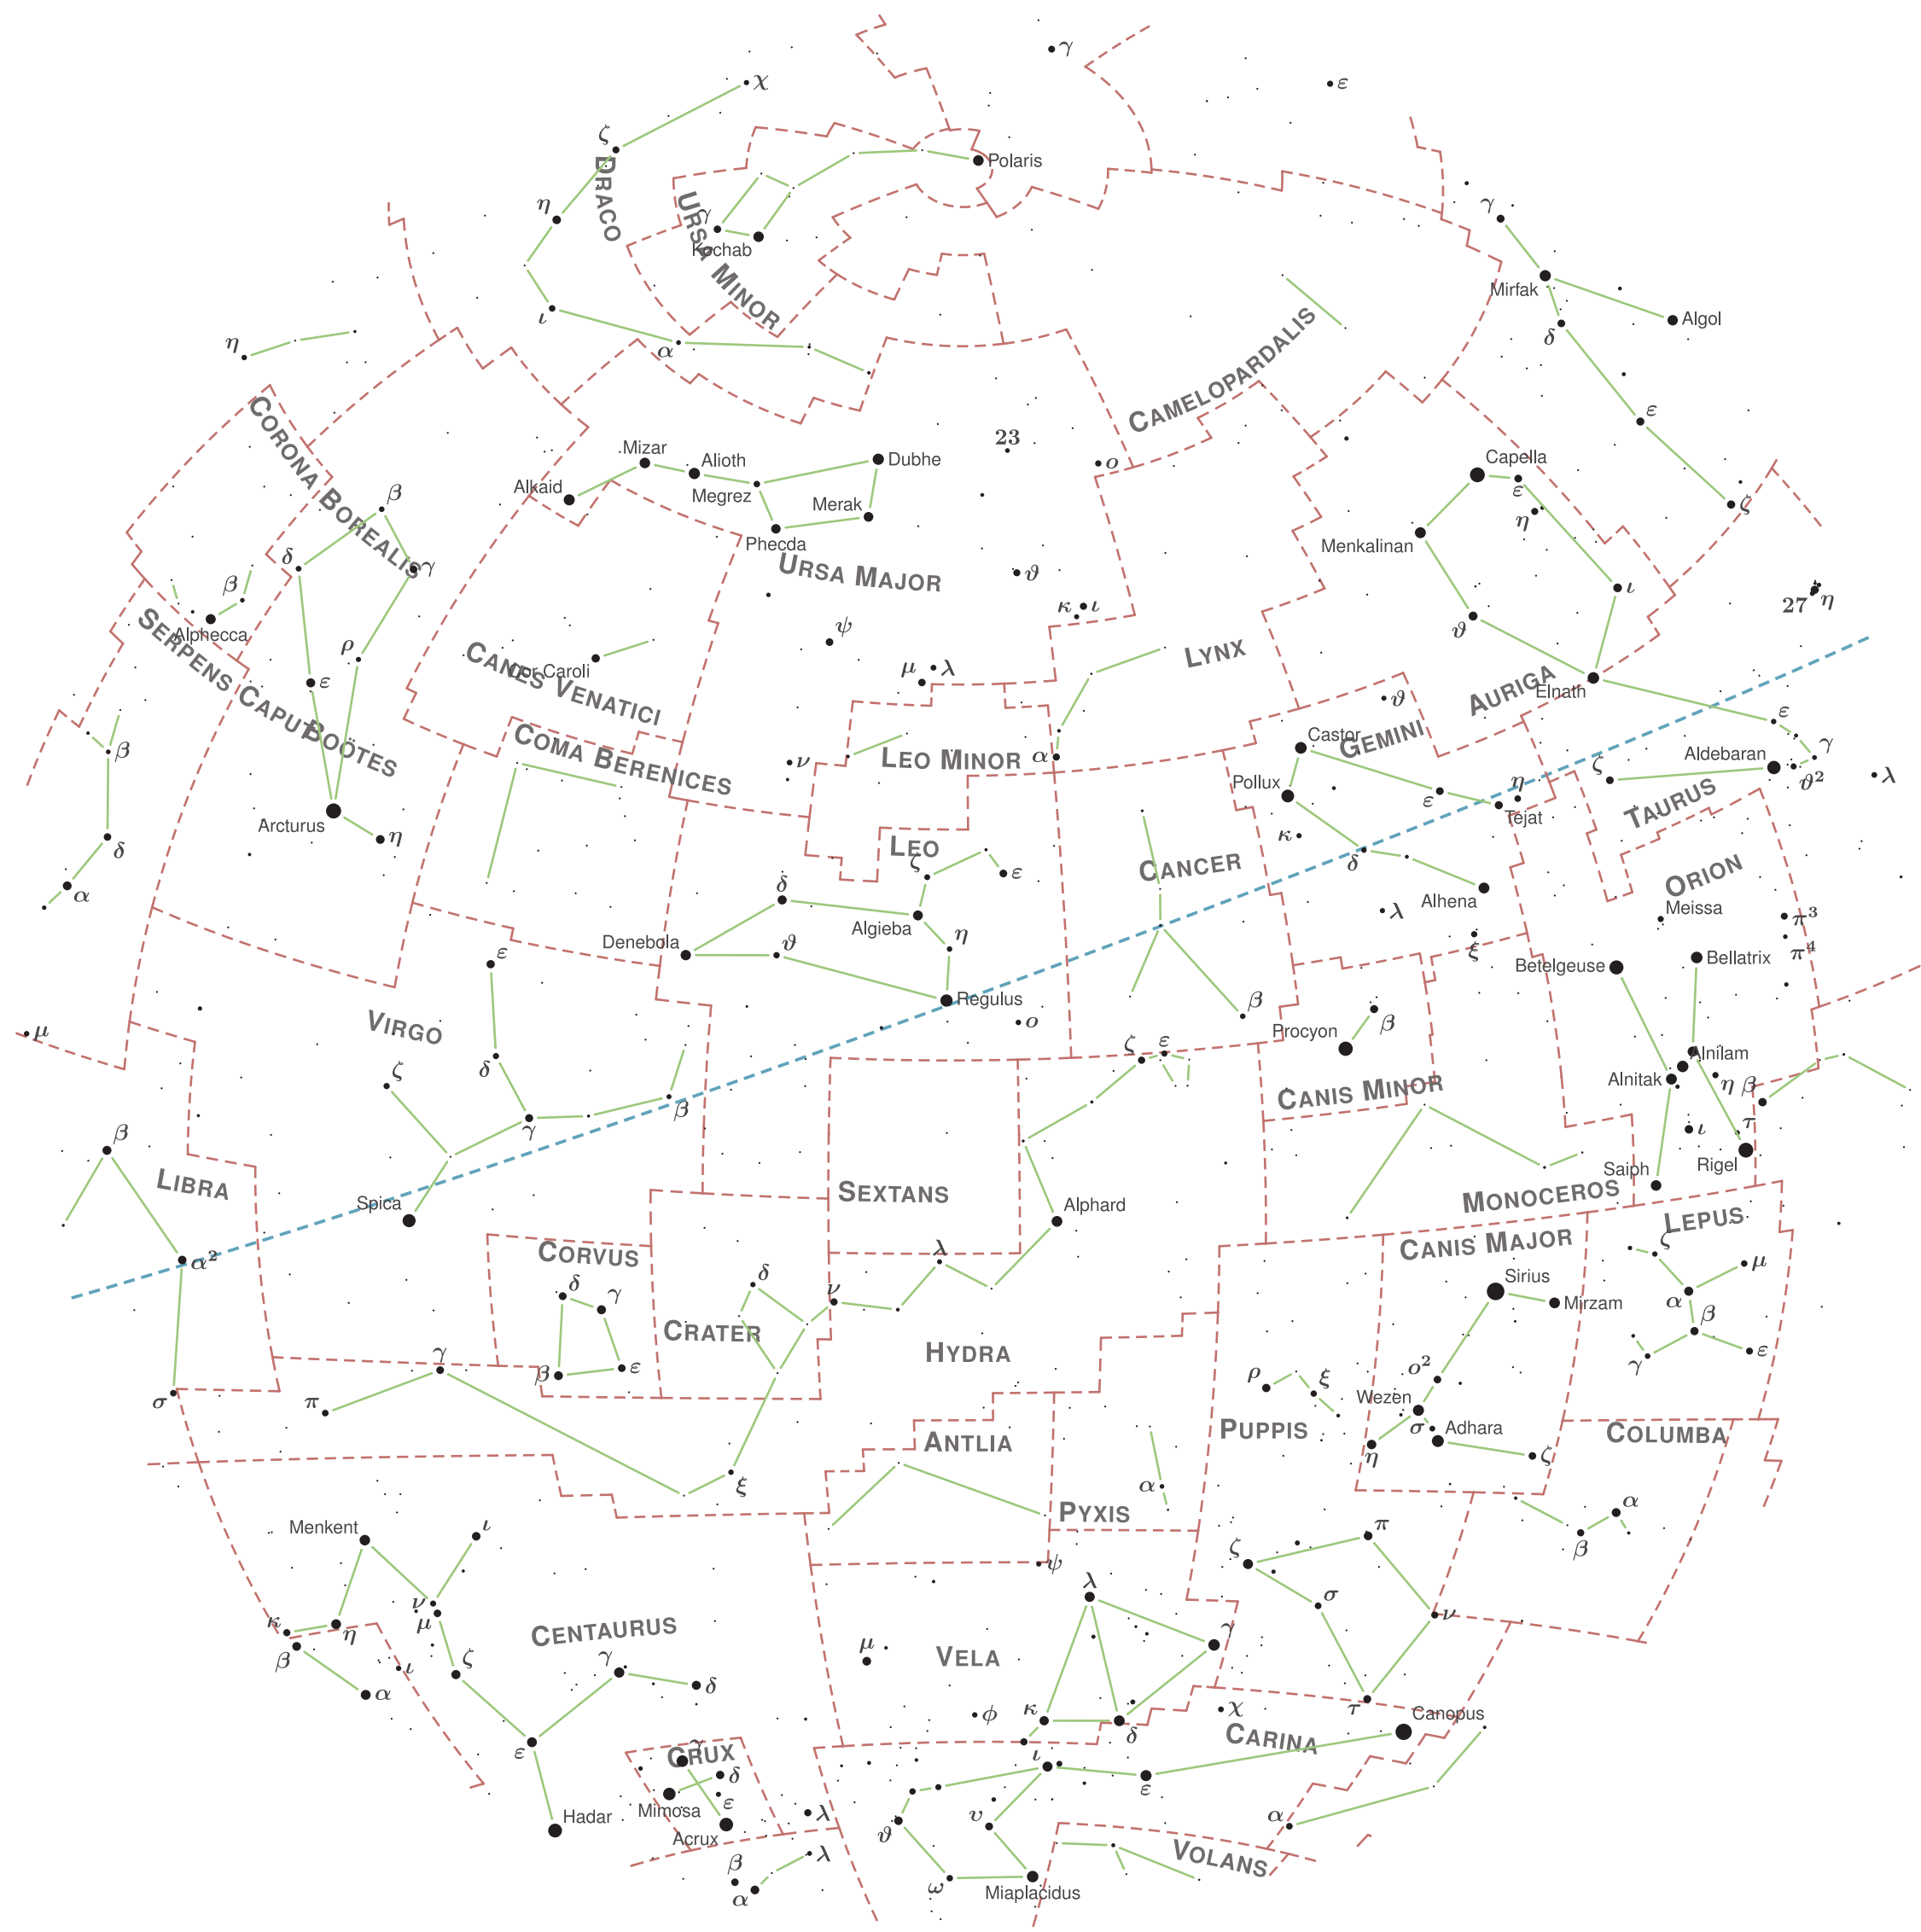 γ
χ
ε
ζ
DRACO
Polaris
η
URSA MINOR
γ
Kochab
γ
Mirfak
Algol
ι
δ
η
α
CAMELOPARDALIS
CORONA BOREALIS
ε
Mizar
23
Alioth
Dubhe
ο
Capella
Alkaid
Megrez
ε
β
Merak
η
ζ
Phecda
Menkalinan
δ
γ
URSA MAJOR
ϑ
β
ι
27
η
κ
ι
Alphecca
ψ
ϑ
SERPENS CAPUT
ρ
CANES VENATICI
LYNX
Cor Caroli
μ
λ
ε
AURIGA
Elnath
ϑ
ε
BOÖTES
COMA BERENICES
Castor
GEMINI
γ
β
ν
LEO MINOR
α
Aldebaran
ζ
ϑ²
λ
Pollux
η
ε
TAURUS
Arcturus
Tejat
η
κ
δ
LEO
ζ
CANCER
δ
ε
δ
α
ORION
Alhena
Meissa
λ
π³
Algieba
η
Denebola
ϑ
ξ
π⁴
ε
Betelgeuse
Bellatrix
Regulus
β
VIRGO
ο
μ
Procyon
β
ζ
ε
Alnilam
ζ
δ
Alnitak
η
β
CANIS MINOR
β
γ
τ
β
ι
Rigel
Saiph
LIBRA
SEXTANS
MONOCEROS
Spica
Alphard
LEPUS
CANIS MAJOR
α²
CORVUS
λ
ζ
μ
δ
δ
Sirius
γ
ν
Mirzam
α
β
CRATER
HYDRA
γ
ε
β
ο²
γ
ε
ρ
ξ
σ
π
Wezen
PUPPIS
σ
Adhara
ANTLIA
COLUMBA
η
ζ
ξ
α
α
PYXIS
Menkent
ι
π
β
ζ
ψ
λ
σ
ν
κ
μ
η
ν
CENTAURUS
γ
β
ι
ζ
γ
μ
VELA
α
δ
κ
φ
χ
τ
δ
Canopus
ε
CARINA
γ
CRUX
ι
δ
ε
ε
Mimosa
Hadar
λ
υ
α
Acrux
ϑ
β
λ
VOLANS
α
ω
Miaplacidus